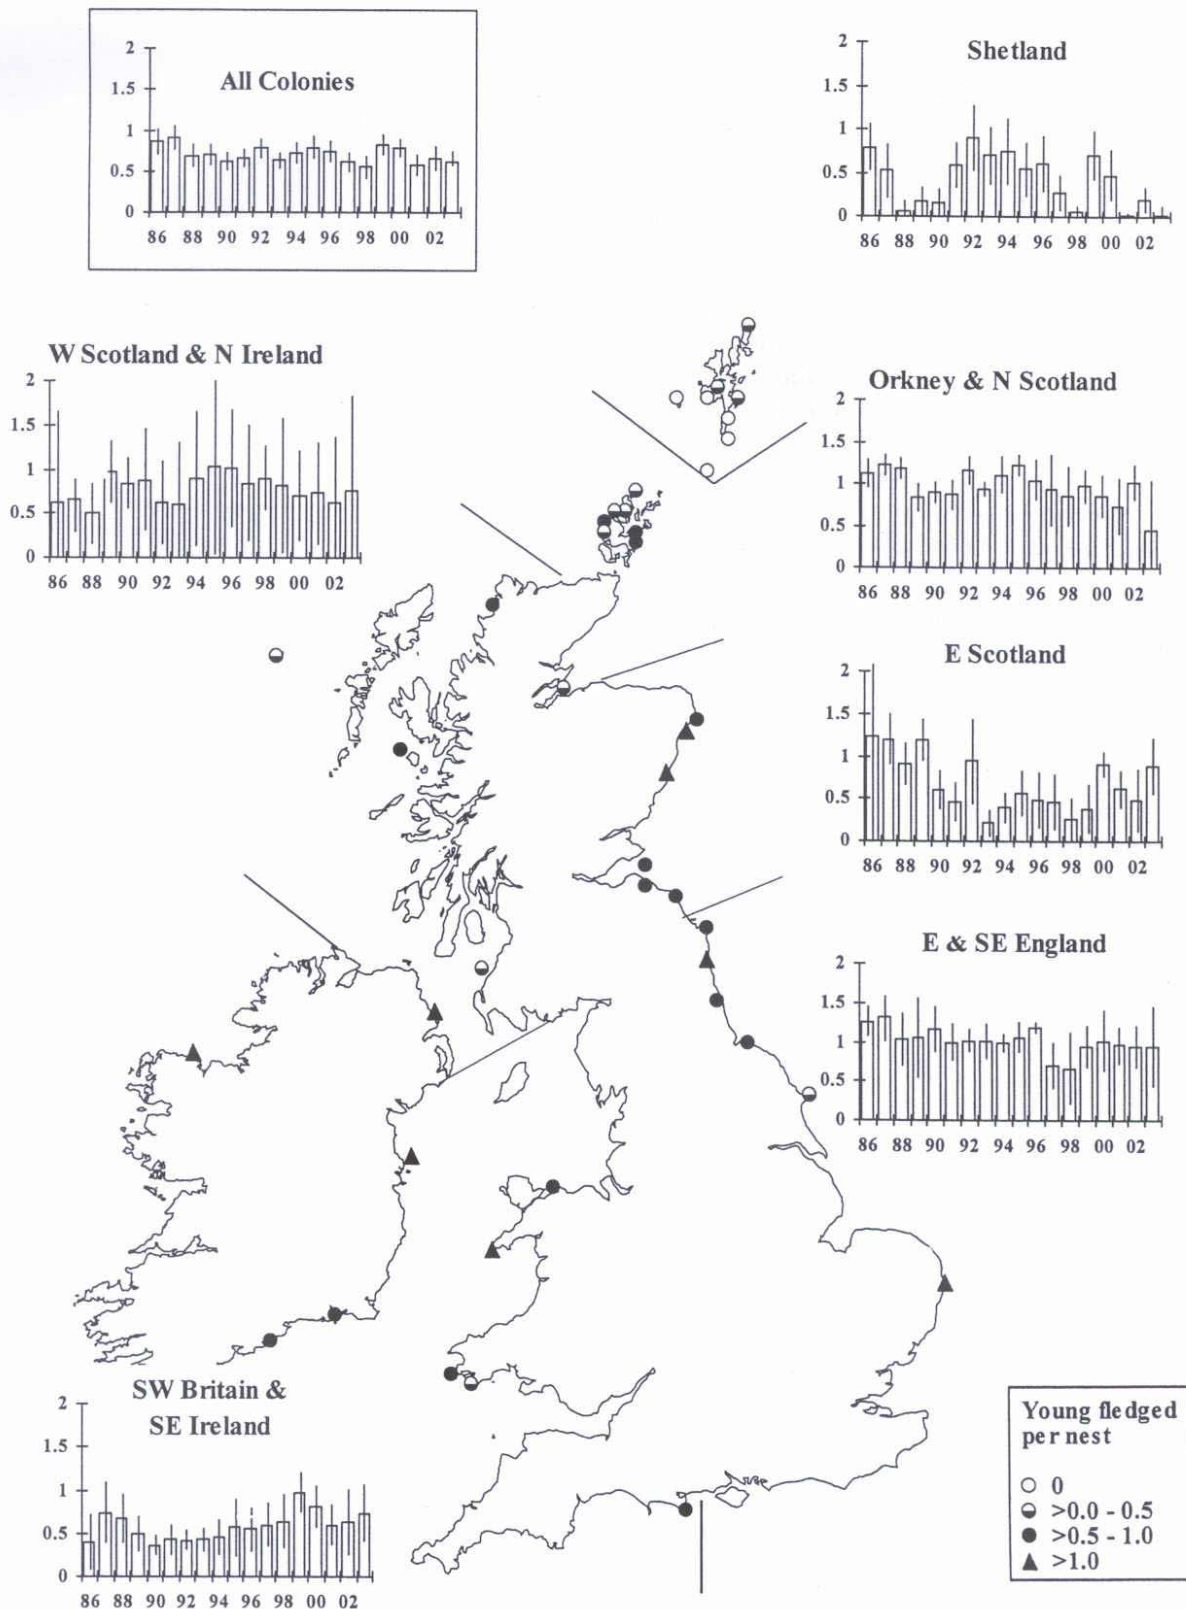 All Colonies
2
1.5
1
0.5
0
86 88 90 92 94 96 98 00 02
Shetland
2
1.5
1
0.5
0
86 88 90 92 94 96 98 00 02
W Scotland & N Ireland
2
1.5
1
0.5
0
86 88 90 92 94 96 98 00 02
Orkney & N Scotland
2
1.5
1
0.5
0
86 88 90 92 94 96 98 00 02
E Scotland
2
1.5
1
0.5
0
86 88 90 92 94 96 98 00 02
E & SE England
2
1.5
1
0.5
0
86 88 90 92 94 96 98 00 02
SW Britain &
SE Ireland
2
1.5
1
0.5
0
86 88 90 92 94 96 98 00 02
Young fledged
per nest
0
>0.0 - 0.5
>0.5 - 1.0
>1.0